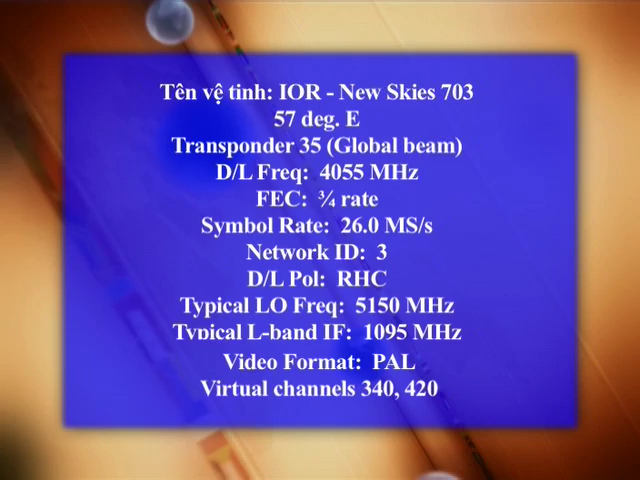 Tên vệ tinh: IOR - New Skies 703
57 deg. E
Transponder 35 (Global beam)
D/L Freq: 4055 MHz
FEC: ¾ rate
Symbol Rate: 26.0 MS/s
Network ID: 3
D/L Pol: RHC
Typical LO Freq: 5150 MHz
Typical L-band IF: 1095 MHz
Video Format: PAL
Virtual channels 340, 420